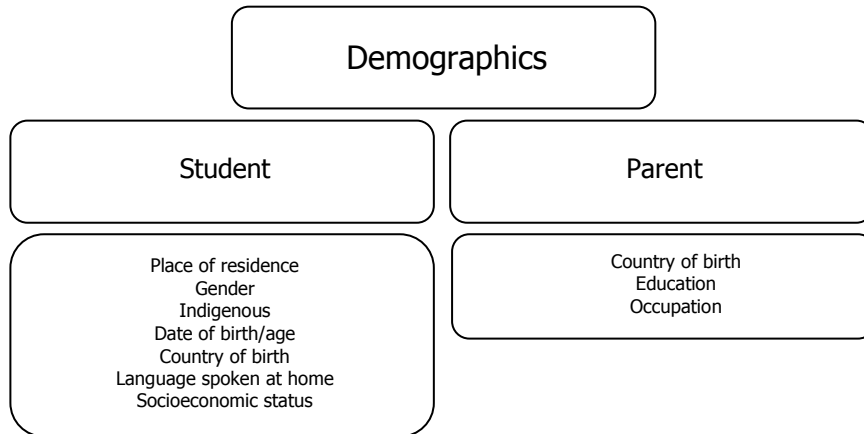 Demographics
Student
Parent
Place of residence
Gender
Indigenous
Date of birth/age
Country of birth
Language spoken at home
Socioeconomic status
Country of birth
Education
Occupation